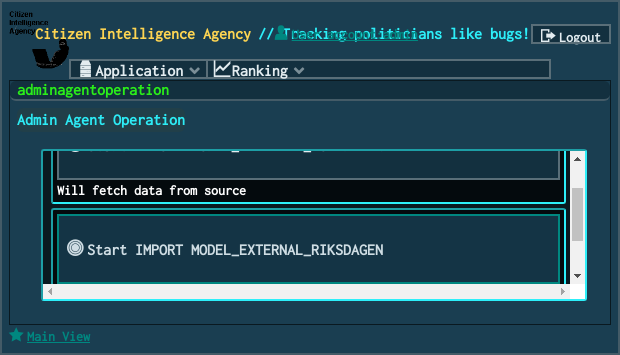 Citizen
Intelligence
Agency
Citizen Intelligence Agency // Tracking politicians like bugs!
Logout
Application
Ranking
adminagentoperation
Admin Agent Operation
Will fetch data from source
Start IMPORT MODEL_EXTERNAL_RIKSDAGEN
Main View